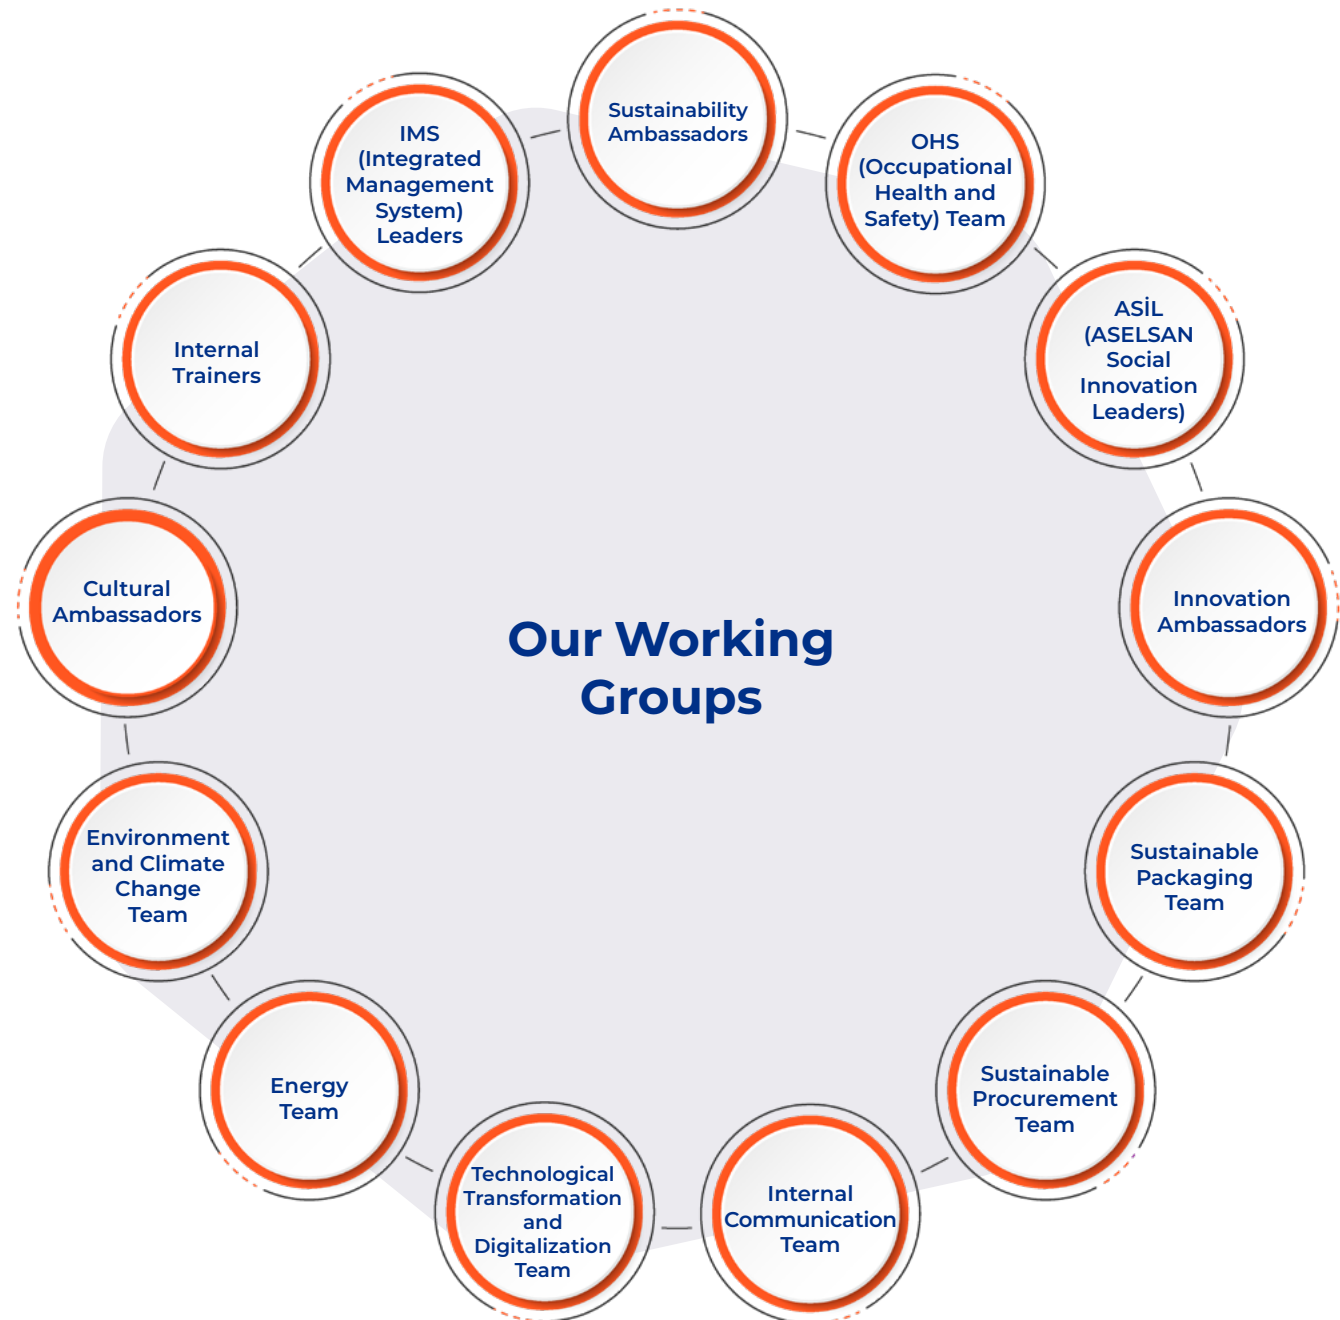 Sustainability
Ambassadors
OHS
(Occupational
Health and
Safety) Team
ASİL
(ASELSAN
Social
Innovation
Leaders)
Innovation
Ambassadors
Sustainable
Packaging
Team
Sustainable
Procurement
Team
Internal
Communication
Team
Technological
Transformation
and
Digitalization
Team
Energy
Team
Environment
and Climate
Change
Team
Cultural
Ambassadors
Internal
Trainers
IMS
(Integrated
Management
System)
Leaders
Our Working
Groups